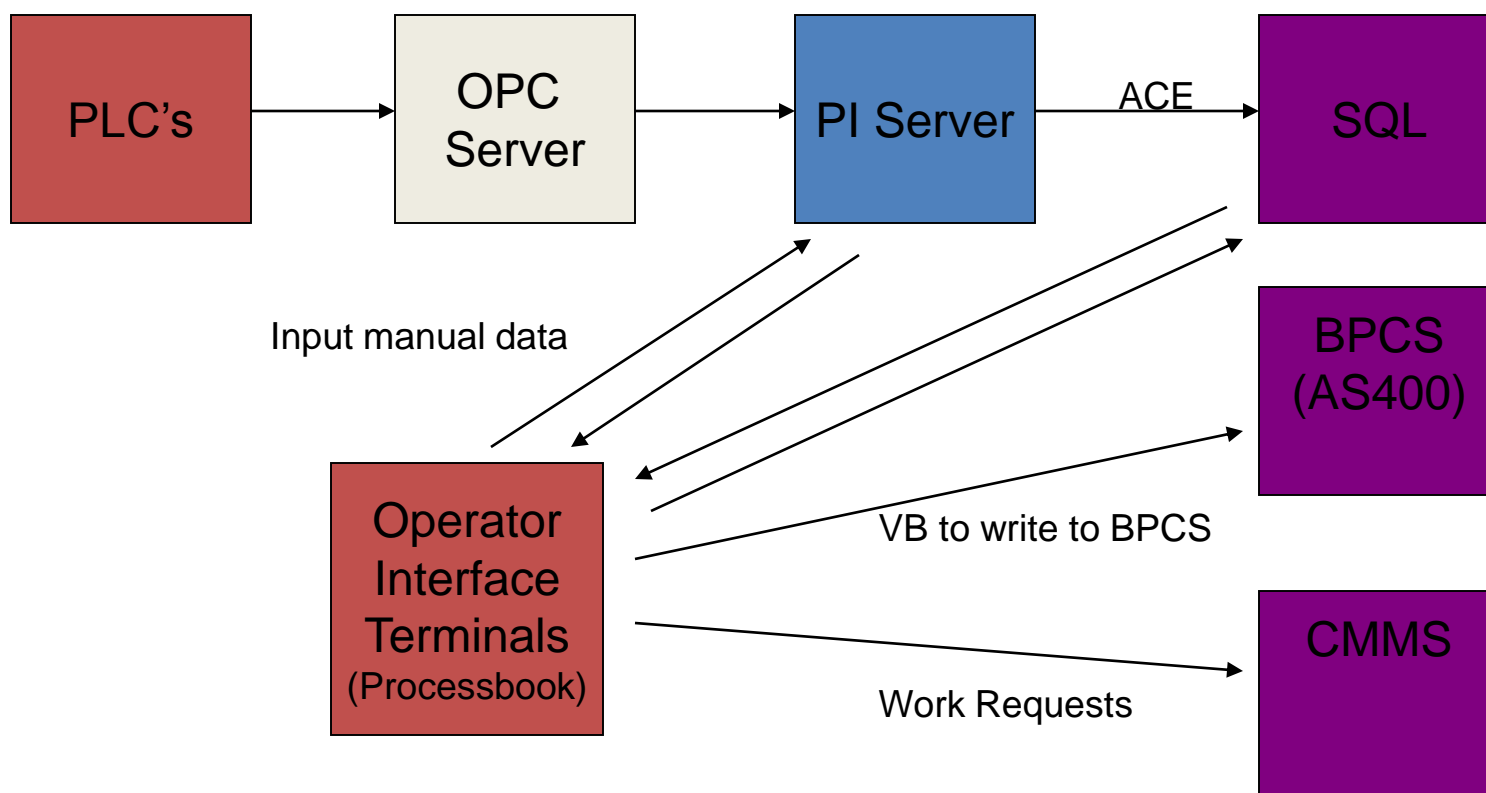 PLC's
OPC
Server
PI Server
ACE
SQL
Input manual data
BPCS
(AS400)
Operator
Interface
Terminals
(Processbook)
VB to write to BPCS
CMMS
Work Requests